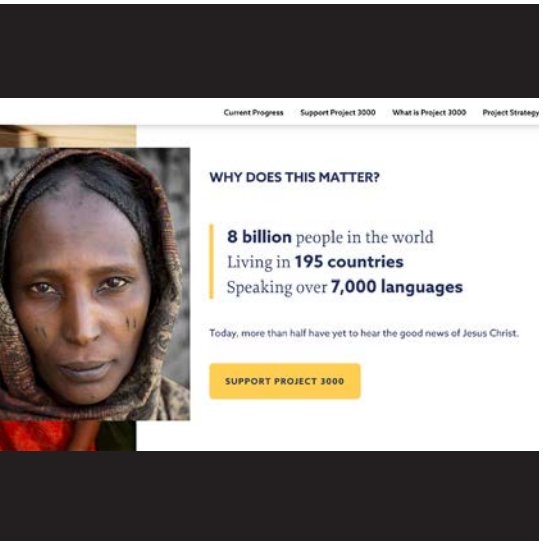 Current Progress Support Project 3000 What is Project 3000 Project Strategy
WHY DOES THIS MATTER?
8 billion people in the world
Living in 195 countries
Speaking over 7,000 languages
Today, more than half have yet to hear the good news of Jesus Christ.
SUPPORT PROJECT 3000